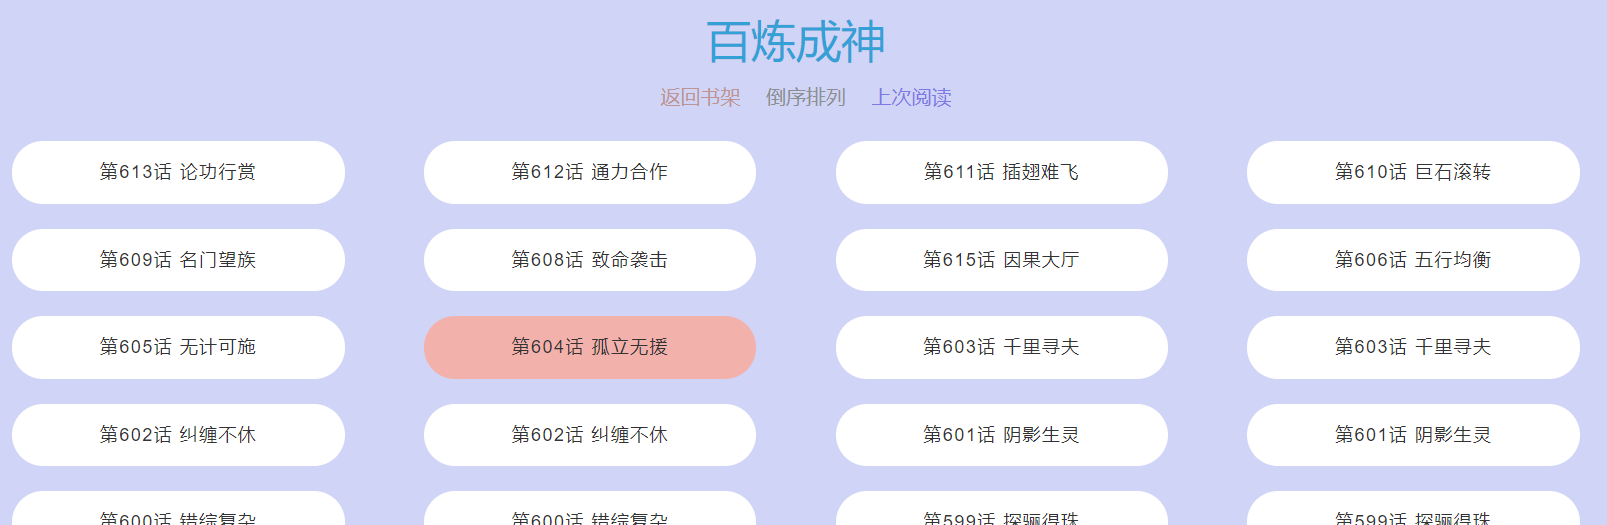 百炼成神
返回书架 倒序排列 上次阅读
第613话 论功行赏 第612话 通力合作 第611话 插翅难飞 第610话 巨石滚转
第609话 名门望族 第608话 致命袭击 第615话 因果大厅 第606话 五行均衡
第605话 无计可施 第604话 孤立无援 第603话 千里寻夫 第603话 千里寻夫
第602话 纠缠不休 第602话 纠缠不休 第601话 阴影生灵 第601话 阴影生灵
第600话 错综复杂 第600话 错综复杂 第599话 探骊得珠 第599话 探骊得珠